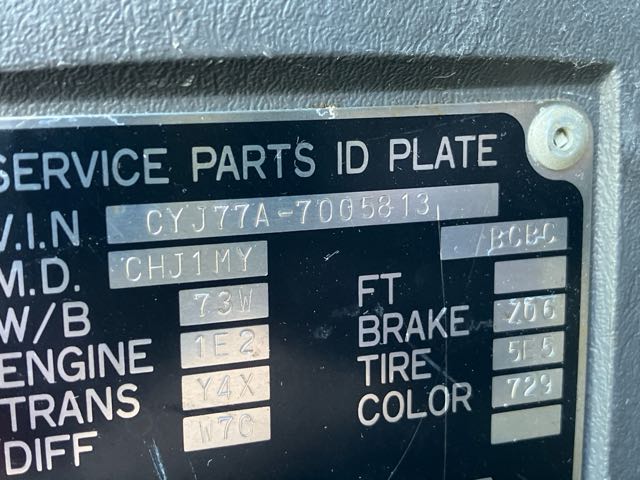 SERVICE PARTS ID PLATE
V.I.N CYJ77A-7005813
M.D. CHJ1MY BCBC
W/B 73W FT
ENGINE 1E2 BRAKE Z06
TRANS Y4X TIRE 5E5
DIFF W7C COLOR 729